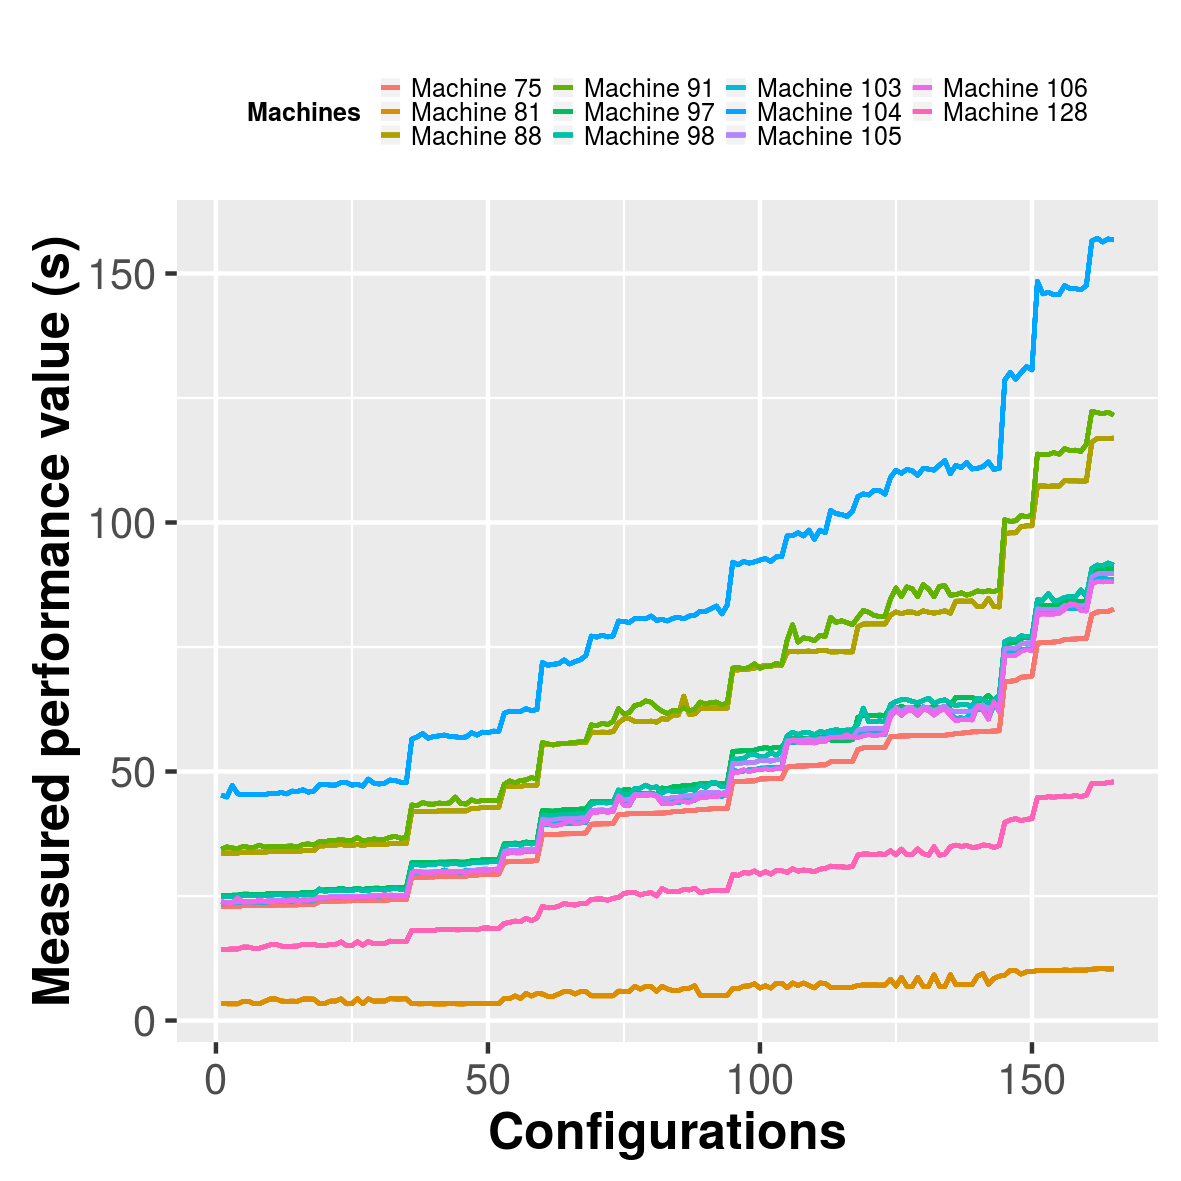 Machine 75 Machine 91 Machine 103 Machine 106
Machines Machine 81 Machine 97 Machine 104 Machine 128
Machine 88 Machine 98 Machine 105
Measured performance value (s)
150
100
50
0
0 50 100 150
Configurations